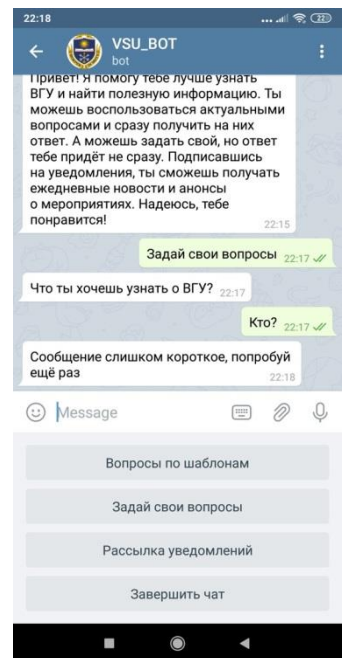 22:18
22
VSU_BOT
bot
Привет! Я помогу тебе лучше узнать
ВГУ и найти полезную информацию. Ты
можешь воспользоваться актуальными
вопросами и сразу получить на них
ответ. А можешь задать свой, но ответ
тебе придёт не сразу. Подписавшись
на уведомления, ты сможешь получать
ежедневные новости и анонсы
о мероприятиях. Надеюсь, тебе
понравится! 22:15
Задай свои вопросы 22:17
Что ты хочешь узнать о ВГУ? 22:17
Кто? 22:17
Сообщение слишком короткое, попробуй
ещё раз 22:18
Message
Вопросы по шаблонам
Задай свои вопросы
Рассылка уведомлений
Завершить чат